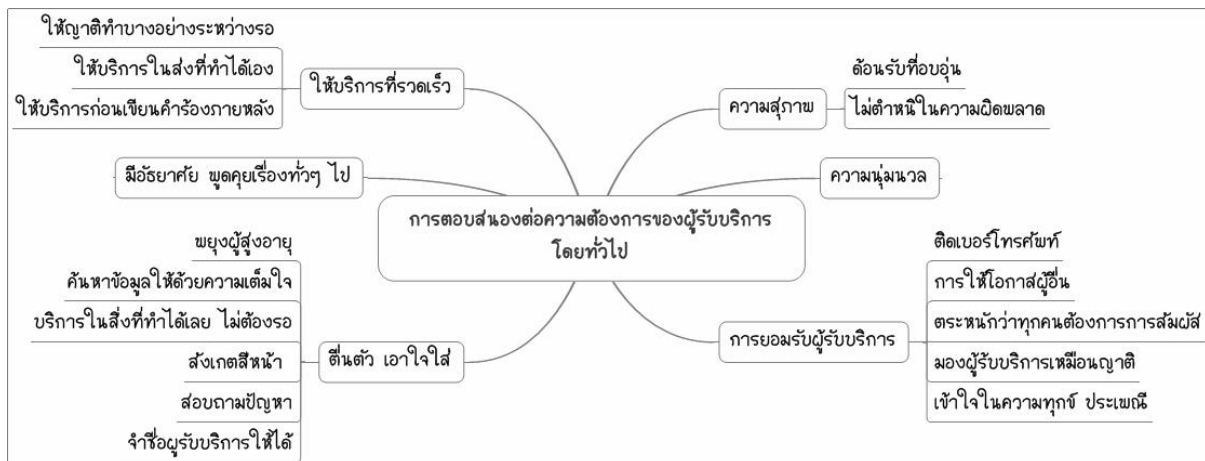 ให้ญาติทำบางอย่างระหว่างรอ
ให้บริการในส่งที่ทำได้เอง
ให้บริการก่อนเขียนคำร้องภายหลัง
ให้บริการที่รวดเร็ว
มีอัธยาศัย พูดคุยเรื่องทั่วๆ ไป
พยุงผู้สูงอายุ
ค้นหาข้อมูลให้ด้วยความเต็มใจ
บริการในสิ่งที่ทำได้เลย ไม่ต้องรอ
สังเกตสีหน้า
สอบถามปัญหา
จำชื่อผู้รับบริการให้ได้
ตื่นตัว เอาใจใส่
การตอบสนองต่อความต้องการของผู้รับบริการ
โดยทั่วไป
ความสุภาพ
ต้อนรับที่อบอุ่น
ไม่ตำหนิในความผิดพลาด
ความนุ่มนวล
การยอมรับผู้รับบริการ
ติดเบอร์โทรศัพท์
การให้โอกาสผู้อื่น
ตระหนักว่าทุกคนต้องการการสัมผัส
มองผู้รับบริการเหมือนญาติ
เข้าใจในความทุกข์ ประเพณี